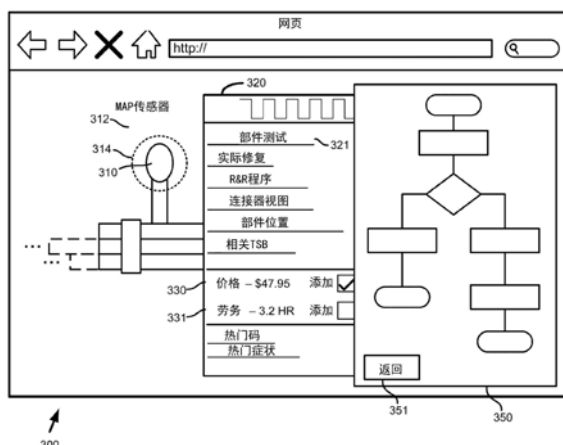 网页
http://
320
MAP传感器
312
314
310
部件测试
321
实际修复
R&R程序
连接器视图
部件位置
相关TSB
330
价格 – $47.95 添加
331
劳务 – 3.2 HR 添加
热门码
热门症状
返回
351
350
300